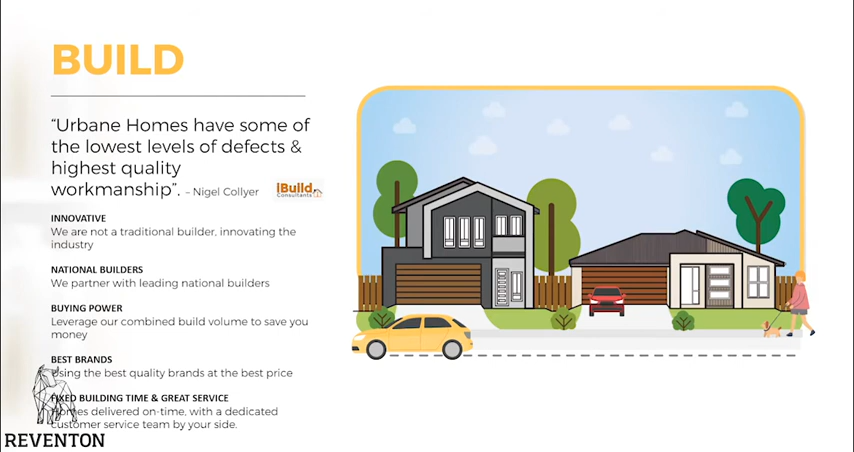 BUILD
“Urbane Homes have some of
the lowest levels of defects &
highest quality
workmanship”. – Nigel Collyer
iBuild
Consultants
INNOVATIVE
We are not a traditional builder, innovating the
industry
NATIONAL BUILDERS
We partner with leading national builders
BUYING POWER
Leverage our combined build volume to save you
money
BEST BRANDS
Using the best quality brands at the best price
FIXED BUILDING TIME & GREAT SERVICE
Homes delivered on-time, with a dedicated
customer service team by your side.
REVENTON